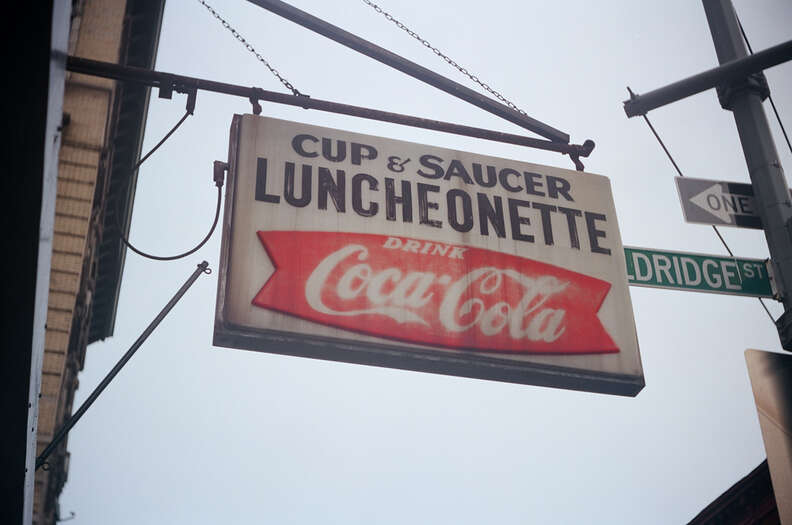 CUP & SAUCER
LUNCHEONETTE
DRINK
Coca-Cola
ONE
LDRIDGE ST